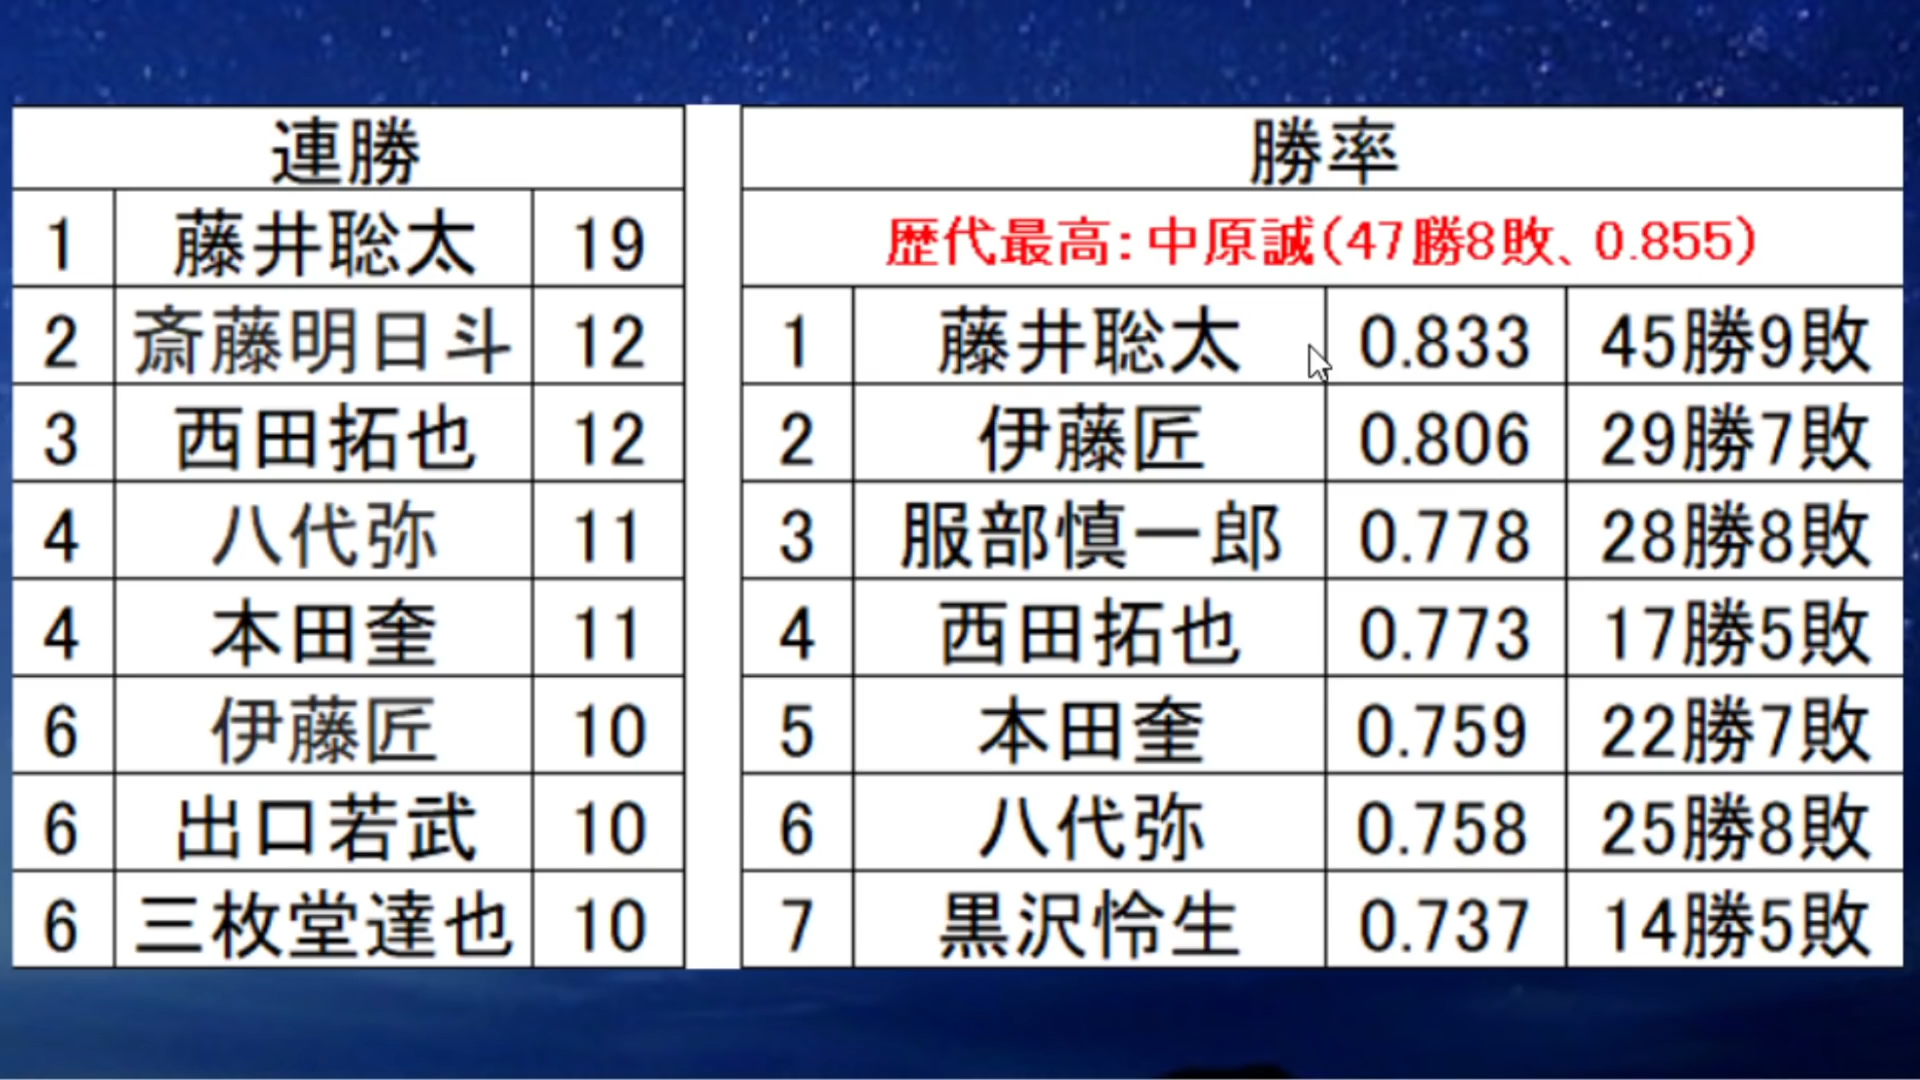 連勝
1 藤井聡太 19
2 斎藤明日斗 12
3 西田拓也 12
4 八代弥 11
4 本田奎 11
6 伊藤匠 10
6 出口若武 10
6 三枚堂達也 10
勝率
歴代最高:中原誠(47勝8敗、0.855)
1 藤井聡太 0.833 45勝9敗
2 伊藤匠 0.806 29勝7敗
3 服部慎一郎 0.778 28勝8敗
4 西田拓也 0.773 17勝5敗
5 本田奎 0.759 22勝7敗
6 八代弥 0.758 25勝8敗
7 黒沢怜生 0.737 14勝5敗